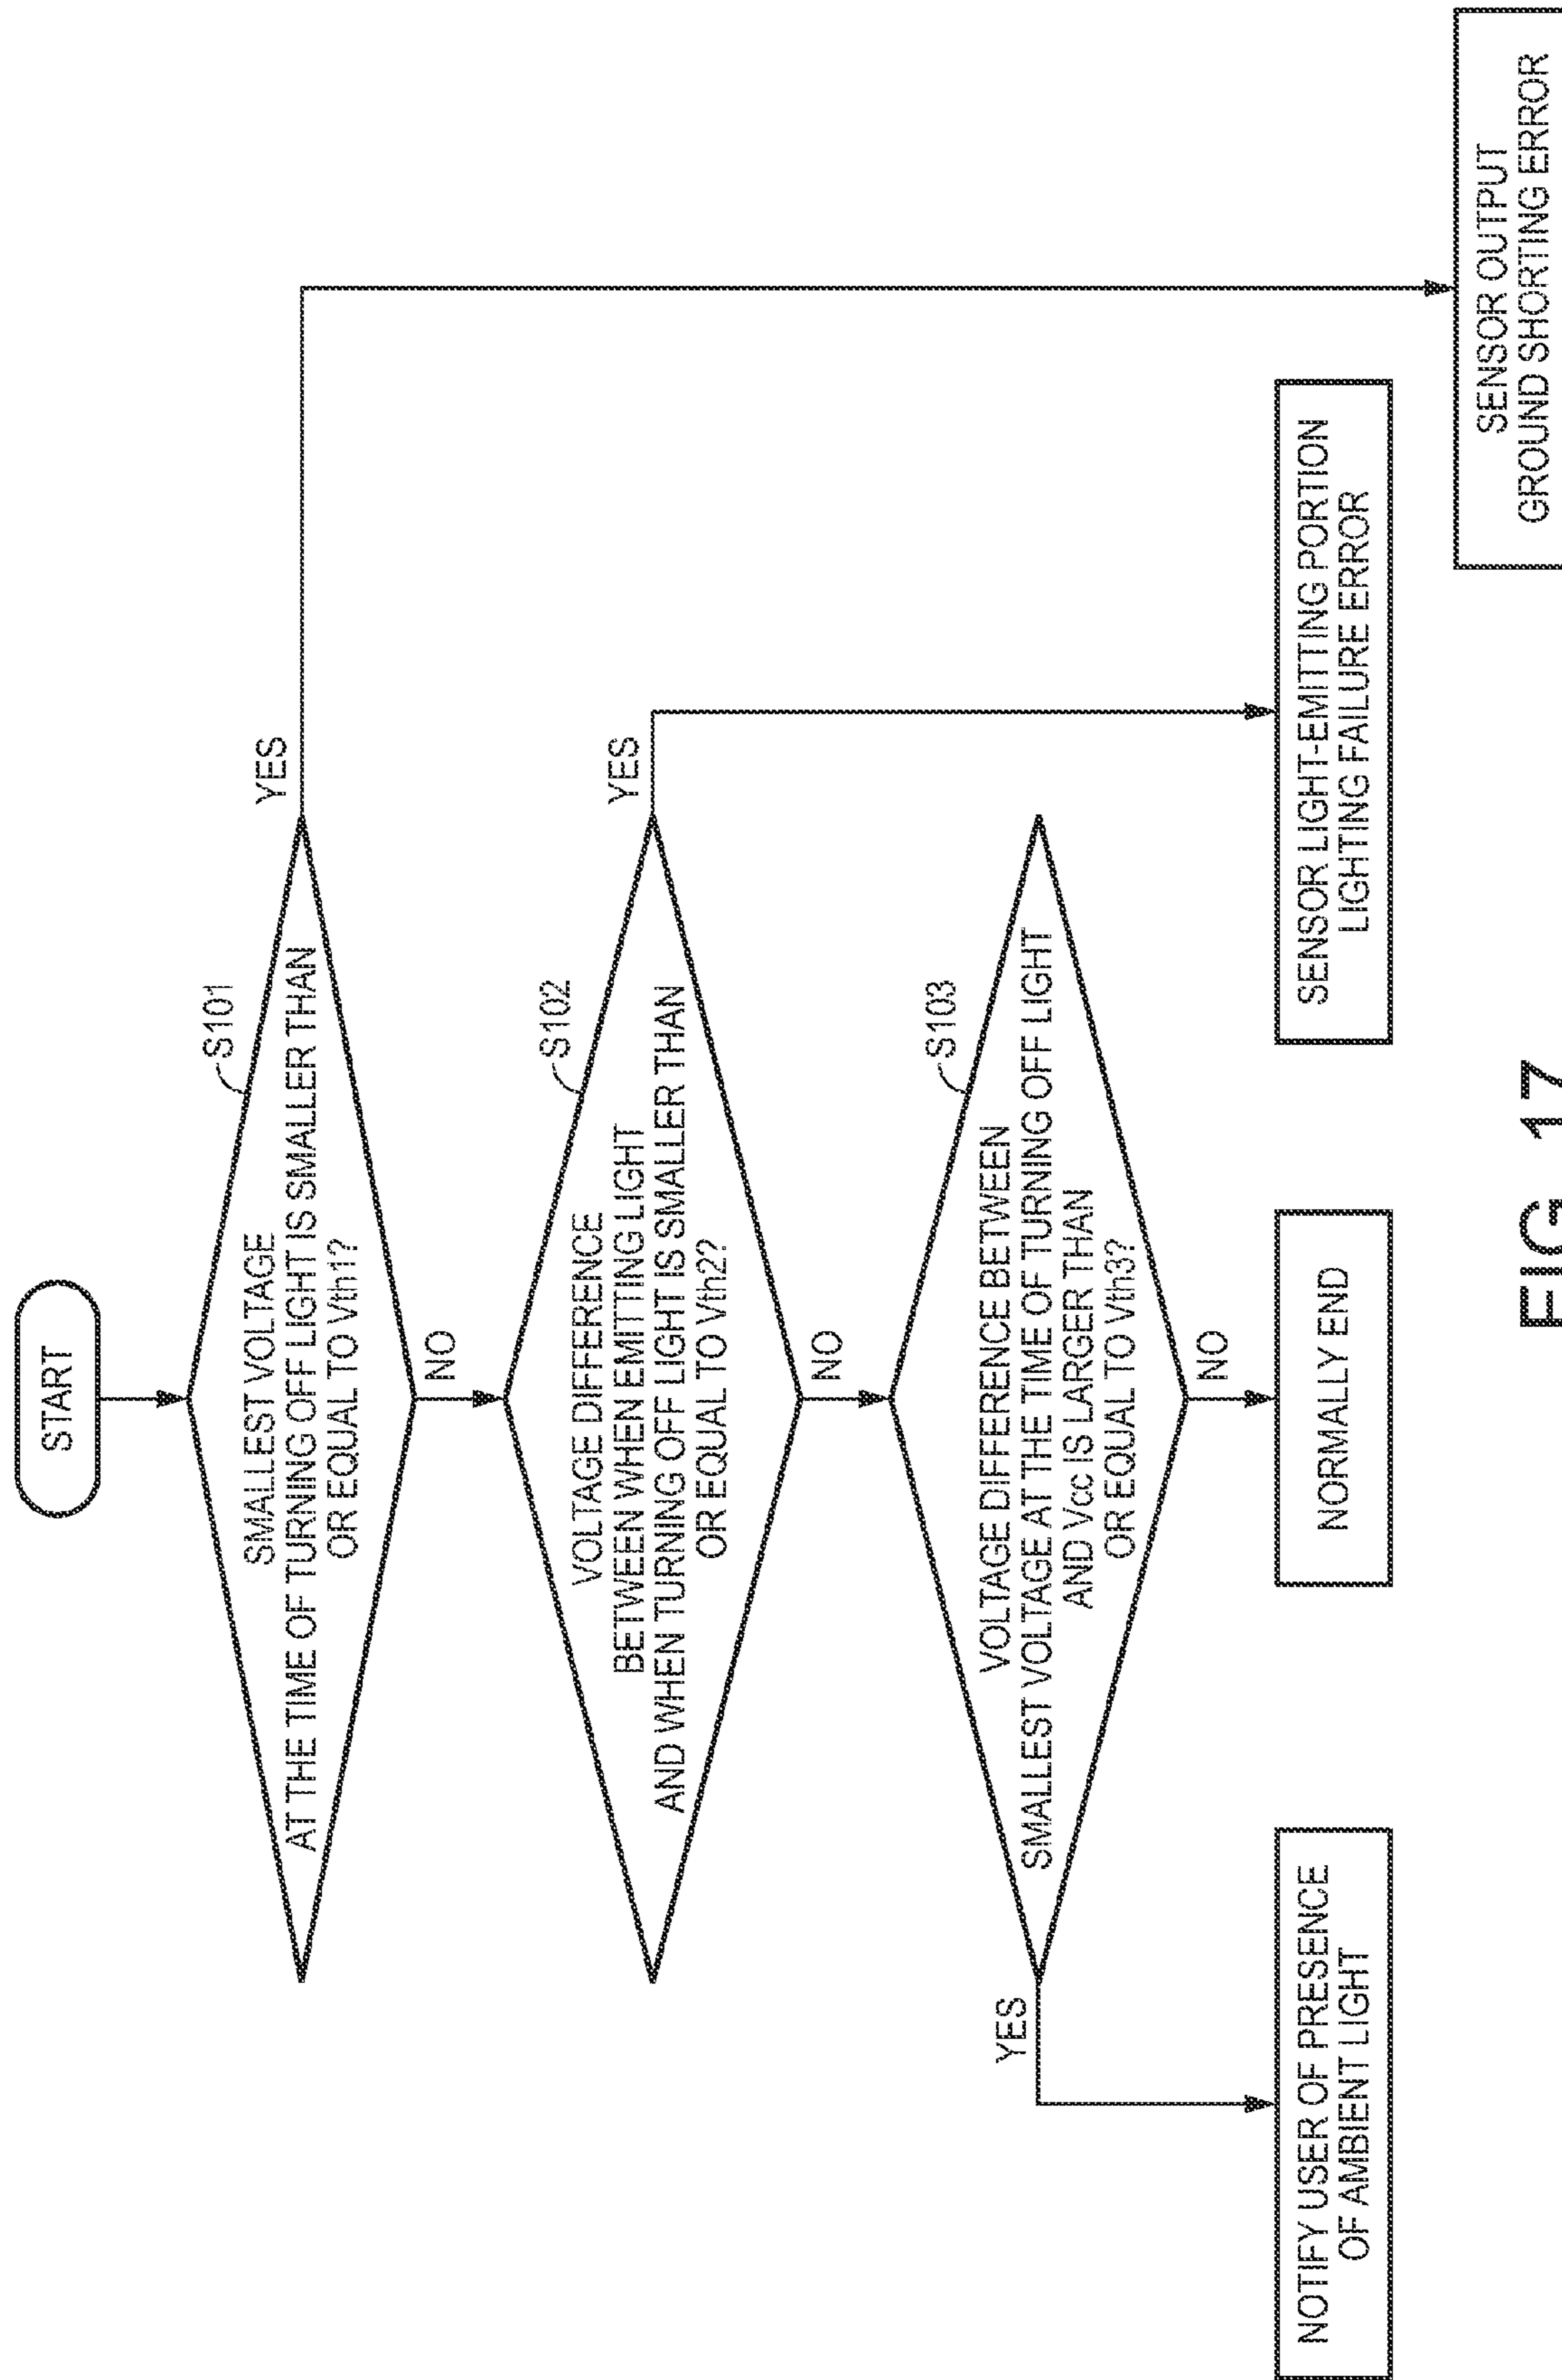 START
S101
SMALLEST VOLTAGE
AT THE TIME OF TURNING OFF LIGHT IS SMALLER THAN
OR EQUAL TO Vth1?
YES
NO
S102
VOLTAGE DIFFERENCE
BETWEEN WHEN EMITTING LIGHT
AND WHEN TURNING OFF LIGHT IS SMALLER THAN
OR EQUAL TO Vth2?
YES
NO
S103
VOLTAGE DIFFERENCE BETWEEN
SMALLEST VOLTAGE AT THE TIME OF TURNING OFF LIGHT
AND Vcc IS LARGER THAN
OR EQUAL TO Vth3?
YES
NO
NOTIFY USER OF PRESENCE
OF AMBIENT LIGHT
NORMALLY END
SENSOR LIGHT-EMITTING PORTION
LIGHTING FAILURE ERROR
SENSOR OUTPUT
GROUND SHORTING ERROR
FIG. 17